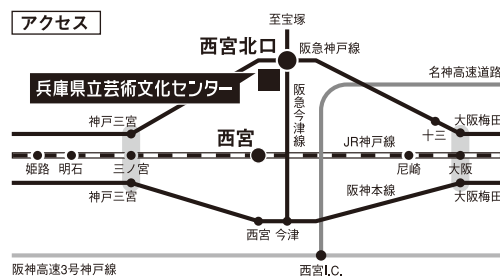 アクセス
至宝塚
西宮北口
阪急神戸線
兵庫県立芸術文化センター
阪急今津線
名神高速道路
神戸三宮
十三
大阪梅田
西宮
JR神戸線
姫路
明石
三ノ宮
尼崎
大阪
神戸三宮
阪神本線
大阪梅田
西宮
今津
阪神高速3号神戸線
西宮I.C.